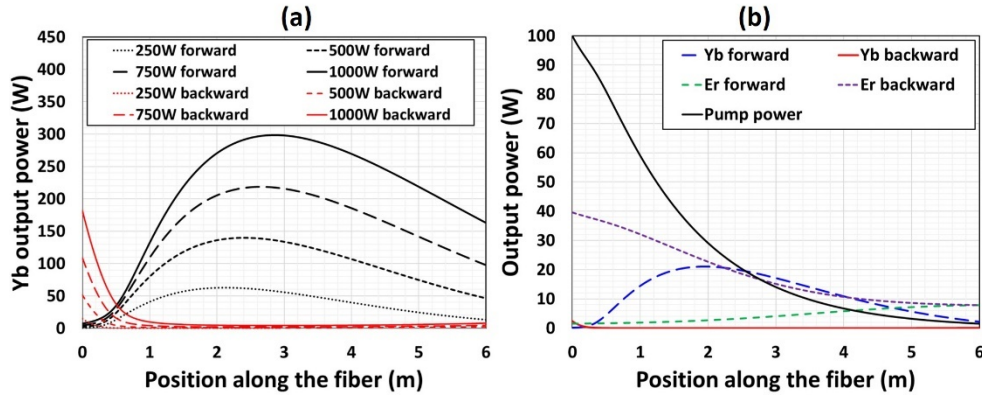 (a)
450
400
350
300
250
200
150
100
50
0
Yb output power (W)
250W forward 500W forward
750W forward 1000W forward
250W backward 500W backward
750W backward 1000W backward
0 1 2 3 4 5 6
Position along the fiber (m)
(b)
100
90
80
70
60
50
40
30
20
10
0
Output power (W)
Yb forward Yb backward
Er forward Er backward
Pump power
0 1 2 3 4 5 6
Position along the fiber (m)